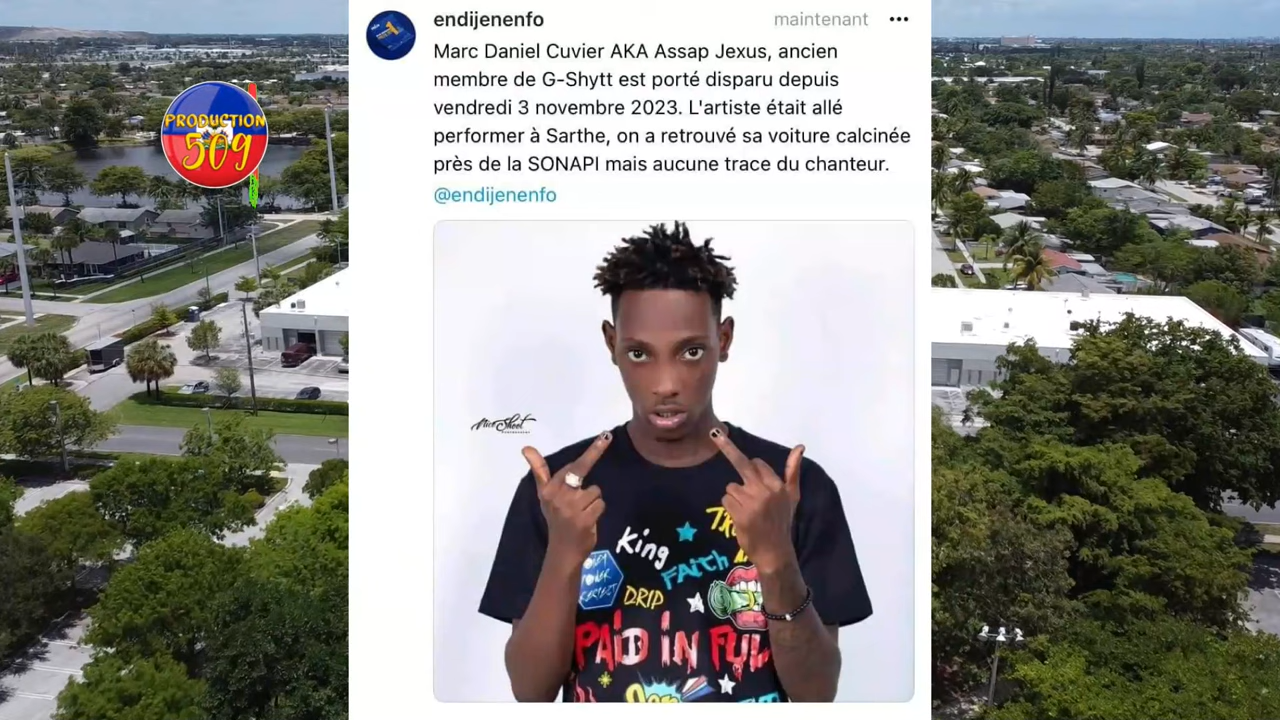 endijenenfo
maintenant
Marc Daniel Cuvier AKA Assap Jexus, ancien
membre de G-Shytt est porté disparu depuis
vendredi 3 novembre 2023. L'artiste était allé
performer à Sarthe, on a retrouvé sa voiture calcinée
près de la SONAPI mais aucune trace du chanteur.
@endijenenfo
PRODUCTION
509
King
FAITH
DRIP
PAID IN FUL